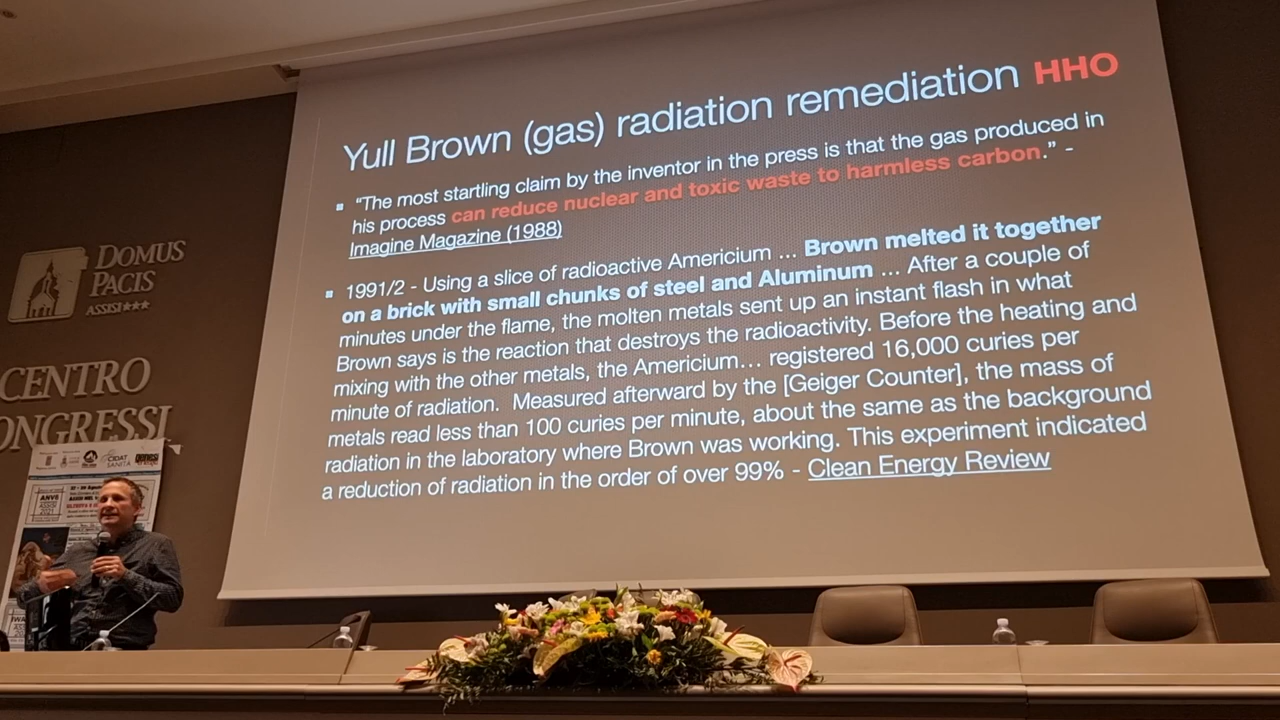 Yull Brown (gas) radiation remediation HHO
"The most startling claim by the inventor in the press is that the gas produced in
his process can reduce nuclear and toxic waste to harmless carbon." -
Imagine Magazine (1988)
1991/2 - Using a slice of radioactive Americium ... Brown melted it together
on a brick with small chunks of steel and Aluminum ... After a couple of
minutes under the flame, the molten metals sent up an instant flash in what
Brown says is the reaction that destroys the radioactivity. Before the heating and
mixing with the other metals, the Americium... registered 16,000 curies per
minute of radiation. Measured afterward by the [Geiger Counter], the mass of
metals read less than 100 curies per minute, about the same as the background
radiation in the laboratory where Brown was working. This experiment indicated
a reduction of radiation in the order of over 99% - Clean Energy Review
DOMUS
PACIS
ASSISI★★★
CENTRO
ONGRESSI
CIDAT
SANITÀ
ASSISI
2021